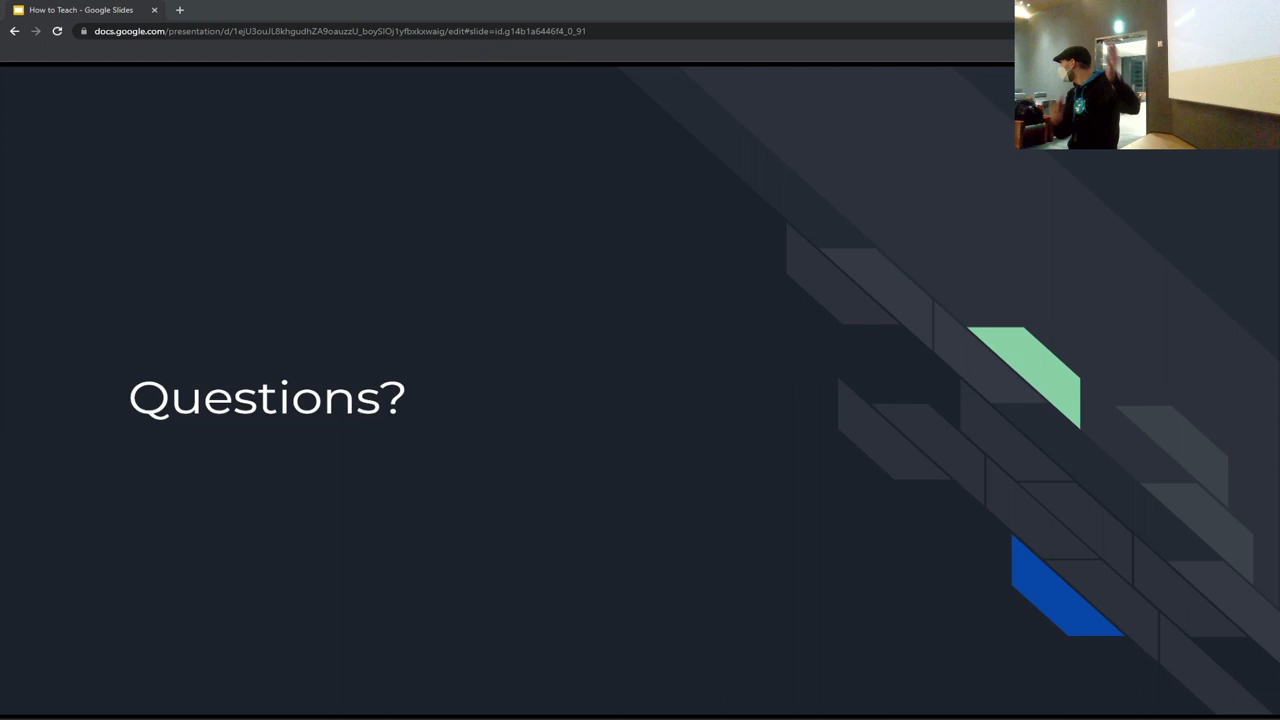 How to Teach - Google Slides
docs.google.com/presentation/d/1ejU3ouJL8khgudhZA9oauzzU_boySlOj1yfbxkxwaig/edit#slide=id.g14b1a6446f4_0_91
Questions?